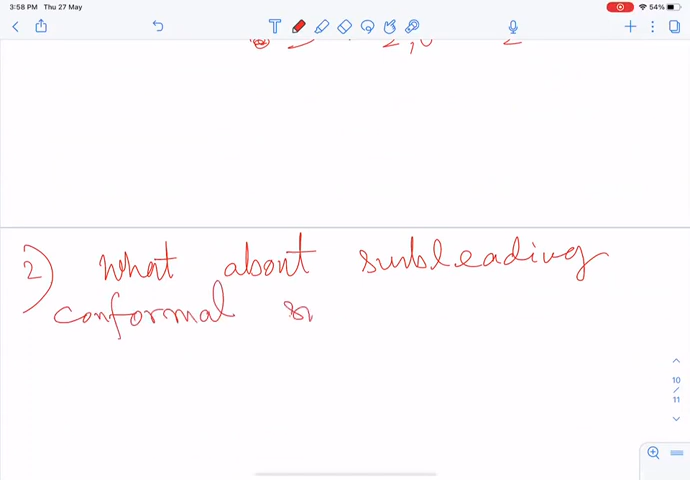 3:58 PM Thu 27 May
54%
2) What about subleading
conformal s
10
/
11